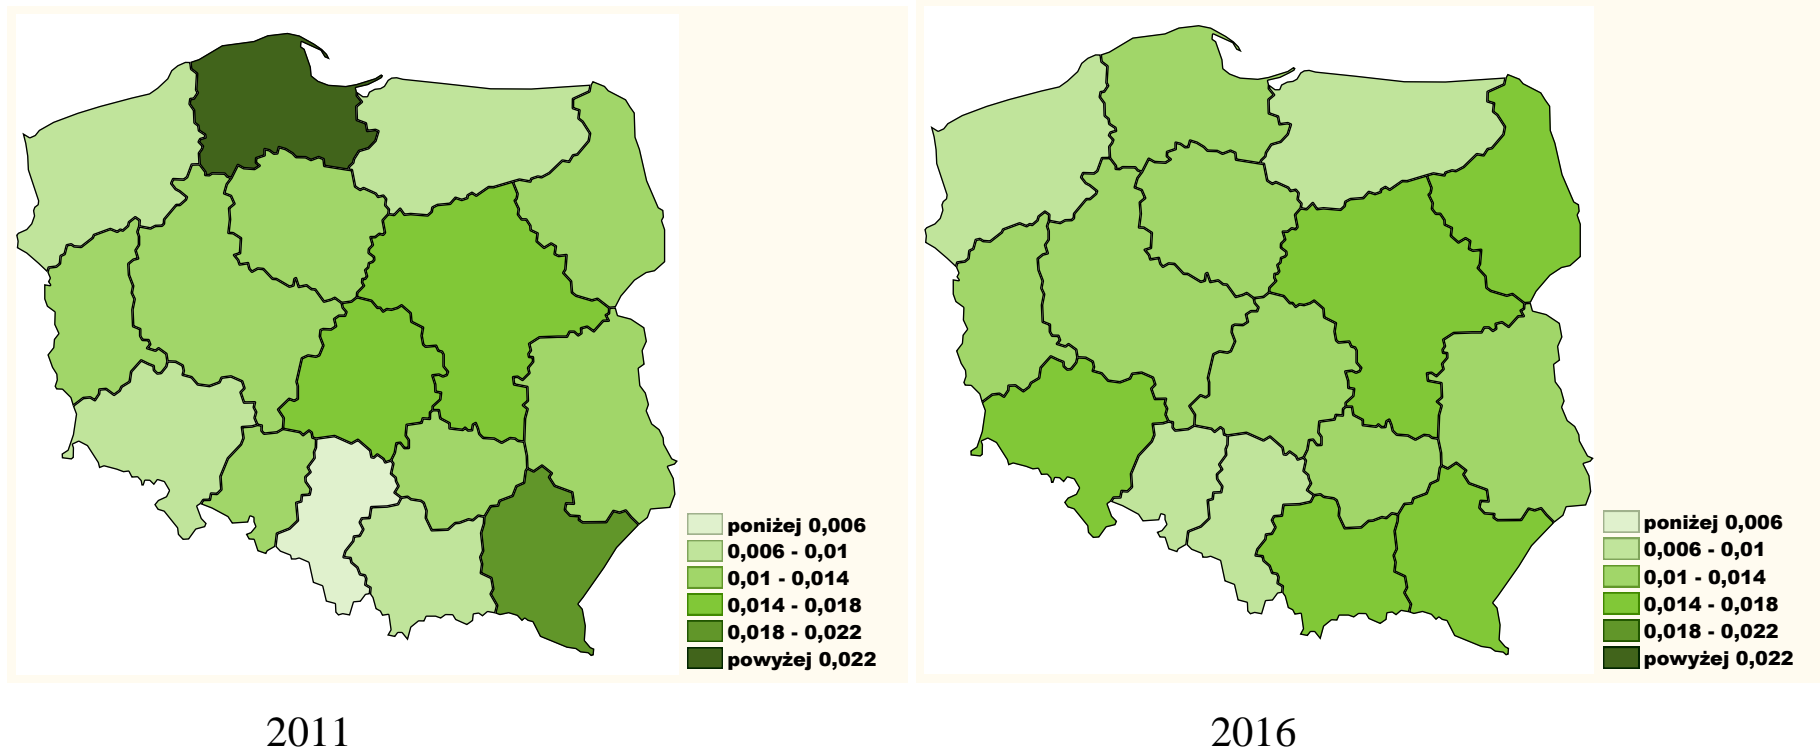 poniżej 0,006
0,006 - 0,01
0,01 - 0,014
0,014 - 0,018
0,018 - 0,022
powyżej 0,022
poniżej 0,006
0,006 - 0,01
0,01 - 0,014
0,014 - 0,018
0,018 - 0,022
powyżej 0,022
2011
2016